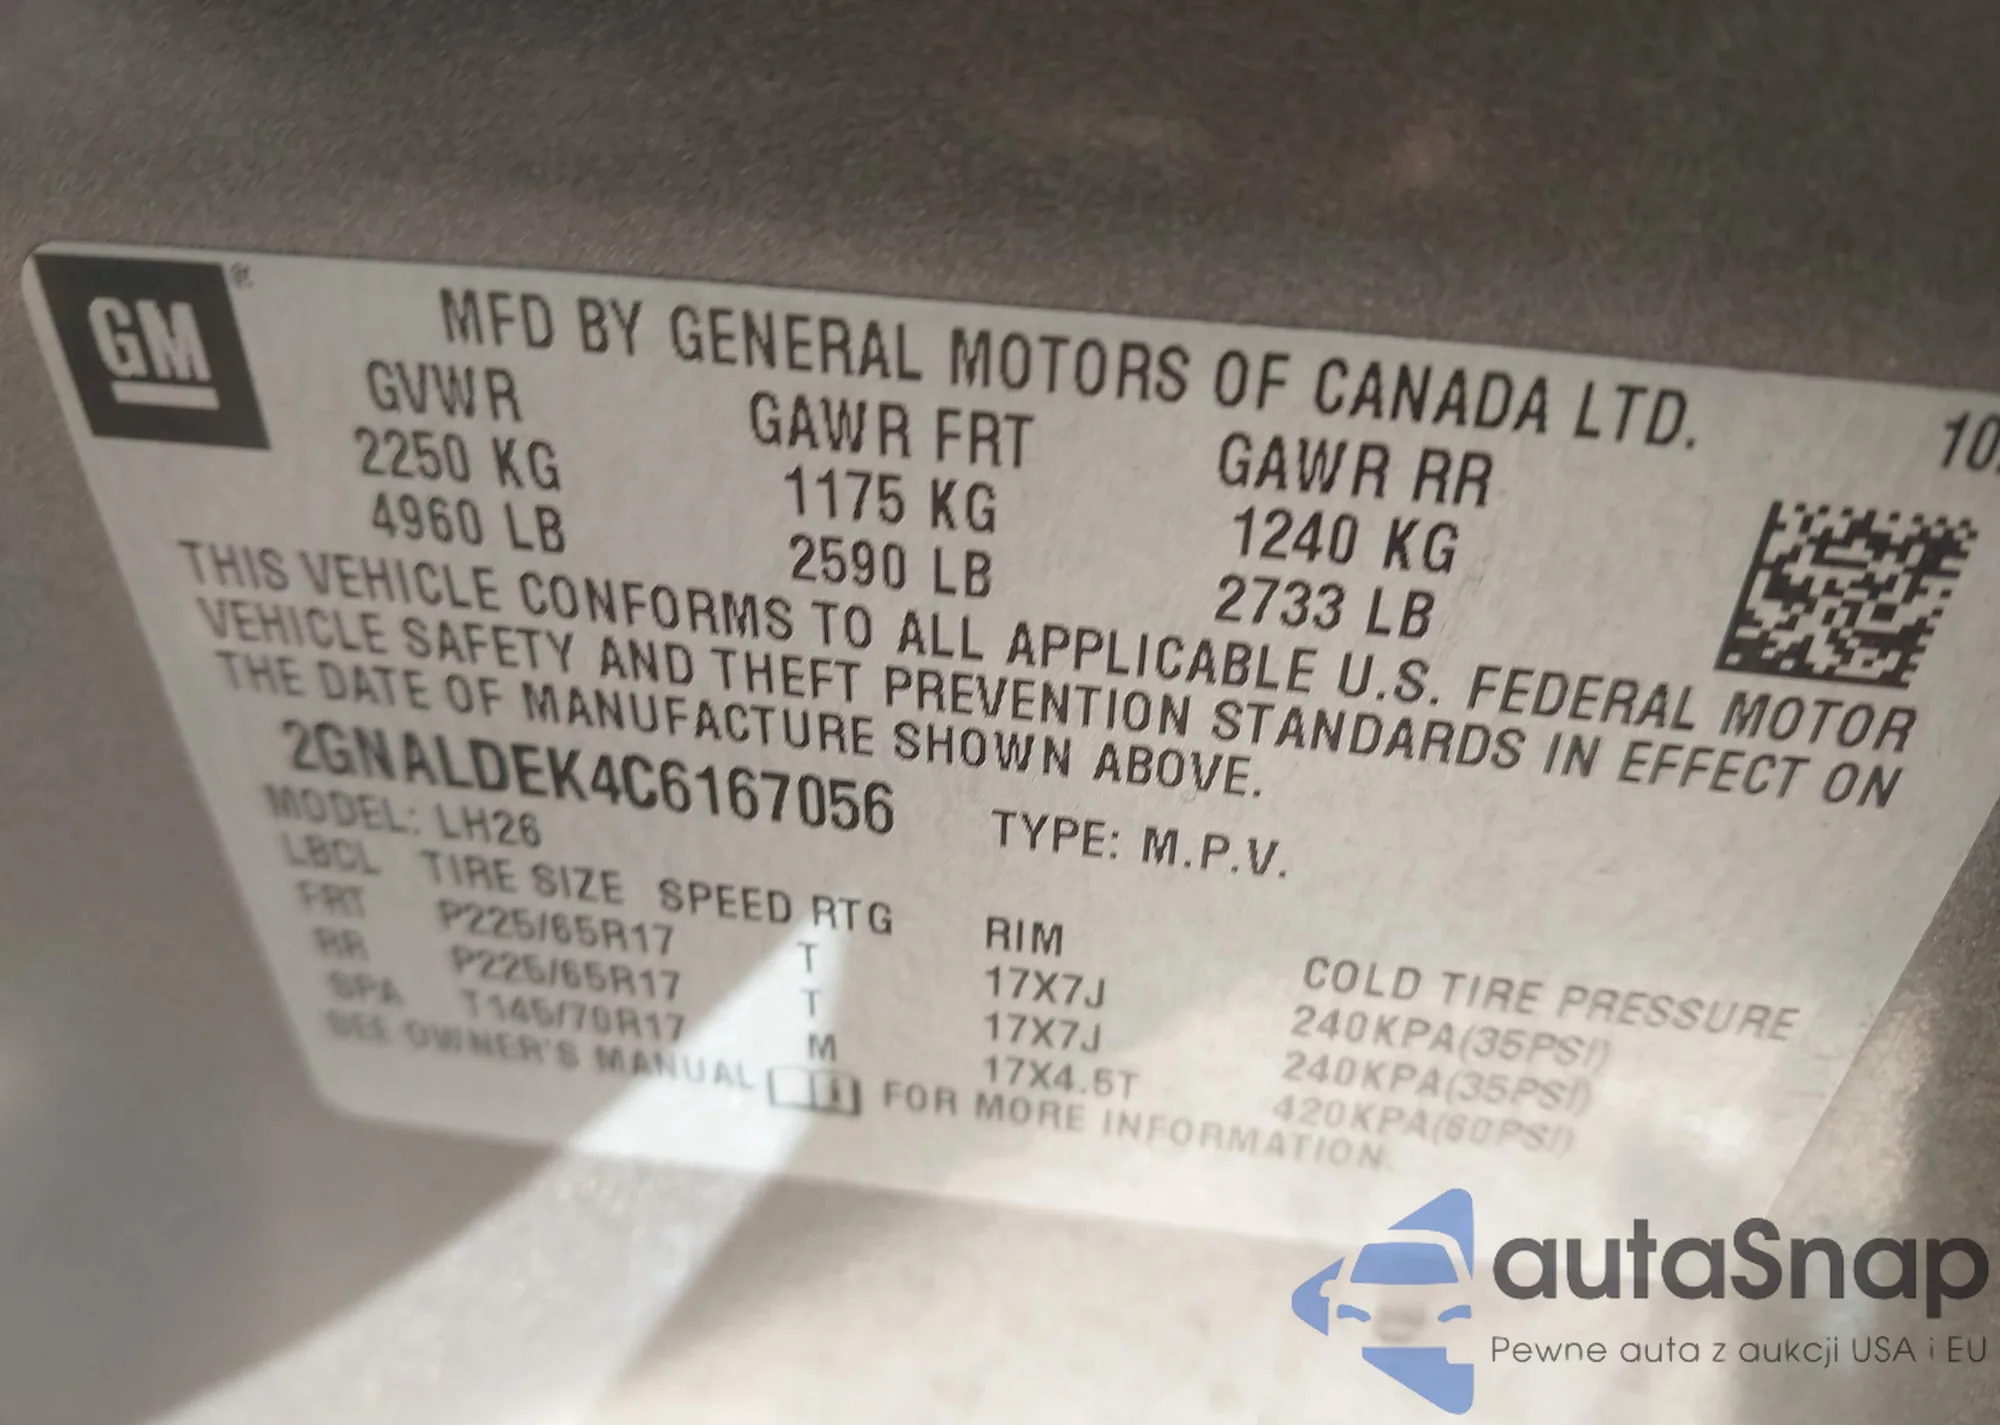 GM ®
MFD BY GENERAL MOTORS OF CANADA LTD. 10
GVWR GAWR FRT GAWR RR
2250 KG 1175 KG 1240 KG
4960 LB 2590 LB 2733 LB
THIS VEHICLE CONFORMS TO ALL APPLICABLE U.S. FEDERAL MOTOR
VEHICLE SAFETY AND THEFT PREVENTION STANDARDS IN EFFECT ON
THE DATE OF MANUFACTURE SHOWN ABOVE.
2GNALDEK4C6167056 TYPE: M.P.V.
MODEL: LH26
LBCL TIRE SIZE SPEED RTG RIM COLD TIRE PRESSURE
FRT P225/65R17 T 17X7J 240KPA(35PSI)
RR P225/65R17 T 17X7J 240KPA(35PSI)
SPA T145/70R17 M 17X4.5T 420KPA(60PSI)
SEE OWNER'S MANUAL FOR MORE INFORMATION.
autaSnap
Pewne auta z aukcji USA i EU